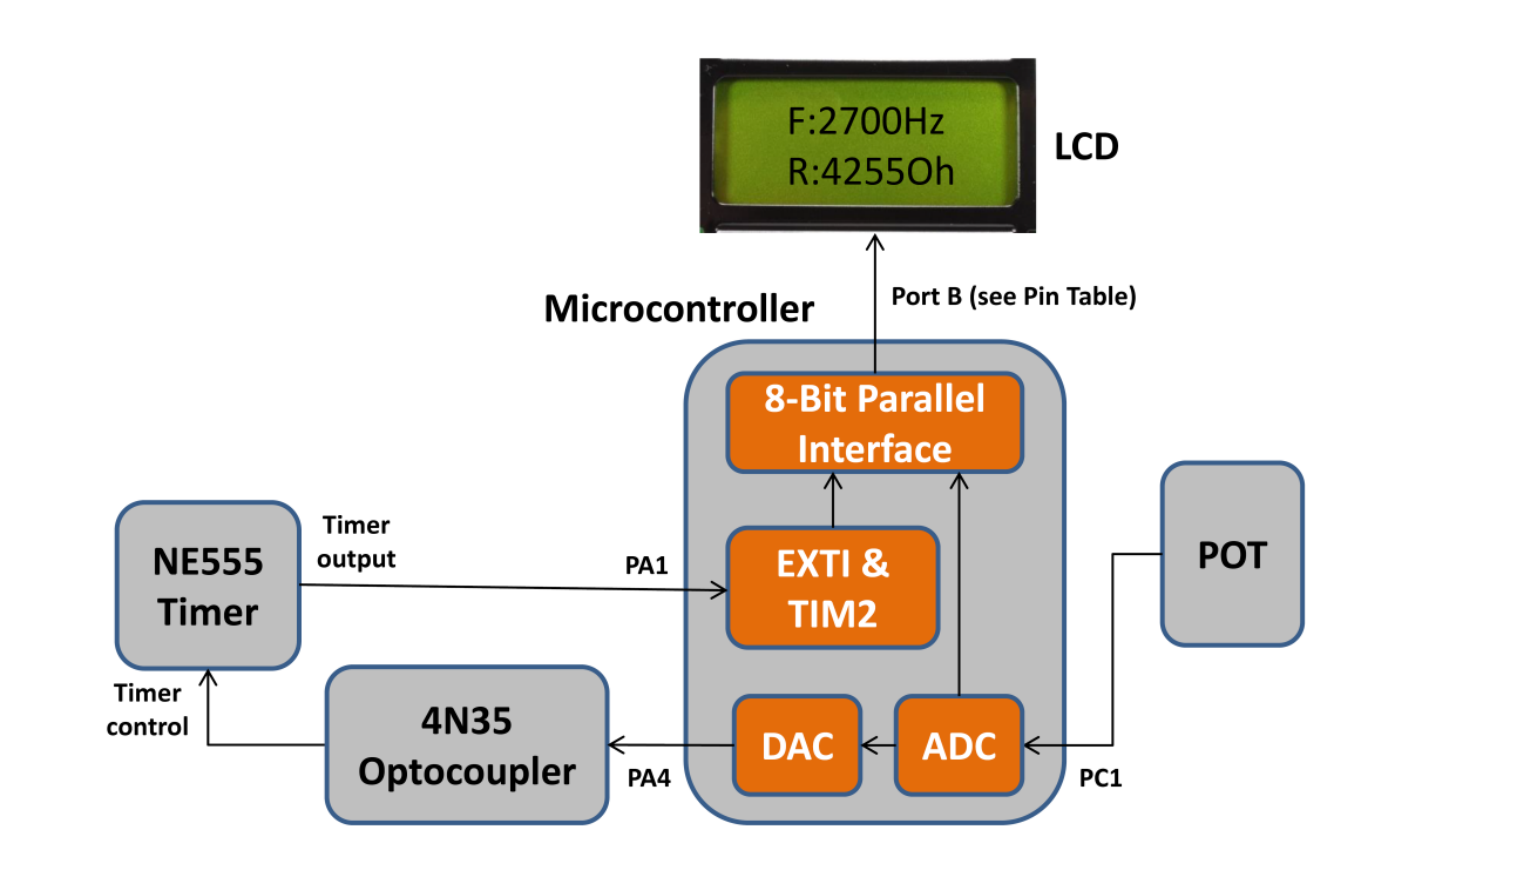 F:2700Hz
R:4255Oh
LCD
Port B (see Pin Table)
Microcontroller
8-Bit Parallel
Interface
Timer
output
PA1
NE555
Timer
EXTI &
TIM2
POT
Timer
control
4N35
Optocoupler
PA4
DAC
ADC
PC1